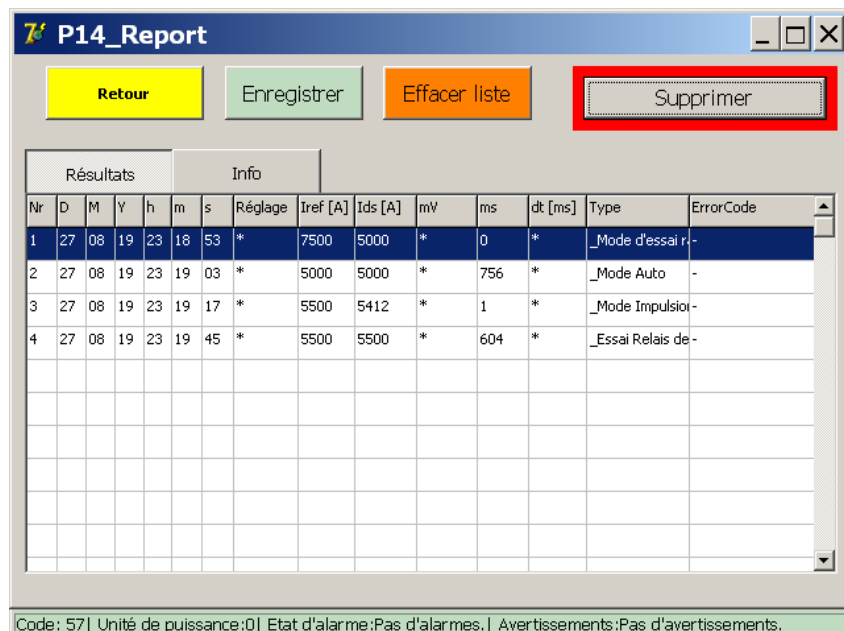 P14_Report
Retour Enregistrer Effacer liste Supprimer
Résultats Info
Nr D M Y h m s Réglage Iref [A] Ids [A] mV ms dt [ms] Type ErrorCode
1 27 08 19 23 18 53 * 7500 5000 * 0 * _Mode d'essai r -
2 27 08 19 23 19 03 * 5000 5000 * 756 * _Mode Auto -
3 27 08 19 23 19 17 * 5500 5412 * 1 * _Mode Impulsio -
4 27 08 19 23 19 45 * 5500 5500 * 604 * _Essai Relais de -
Code: 57| Unité de puissance:0| Etat d'alarme:Pas d'alarmes.| Avertissements:Pas d'avertissements.